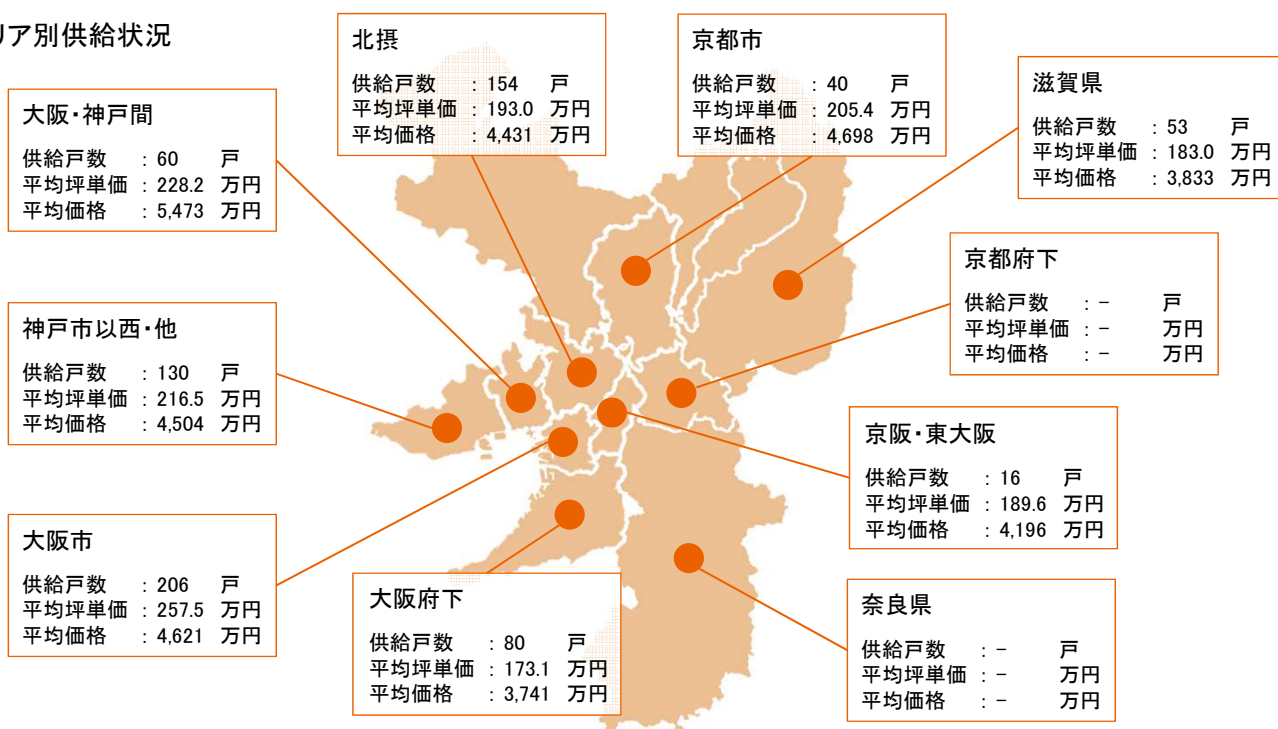 リア別供給状況
北摂
供給戸数 : 154 戸
平均坪単価 : 193.0 万円
平均価格 : 4,431 万円
京都市
供給戸数 : 40 戸
平均坪単価 : 205.4 万円
平均価格 : 4,698 万円
滋賀県
供給戸数 : 53 戸
平均坪単価 : 183.0 万円
平均価格 : 3,833 万円
大阪・神戸間
供給戸数 : 60 戸
平均坪単価 : 228.2 万円
平均価格 : 5,473 万円
京都府下
供給戸数 : - 戸
平均坪単価 : - 万円
平均価格 : - 万円
神戸市以西・他
供給戸数 : 130 戸
平均坪単価 : 216.5 万円
平均価格 : 4,504 万円
京阪・東大阪
供給戸数 : 16 戸
平均坪単価 : 189.6 万円
平均価格 : 4,196 万円
大阪市
供給戸数 : 206 戸
平均坪単価 : 257.5 万円
平均価格 : 4,621 万円
大阪府下
供給戸数 : 80 戸
平均坪単価 : 173.1 万円
平均価格 : 3,741 万円
奈良県
供給戸数 : - 戸
平均坪単価 : - 万円
平均価格 : - 万円